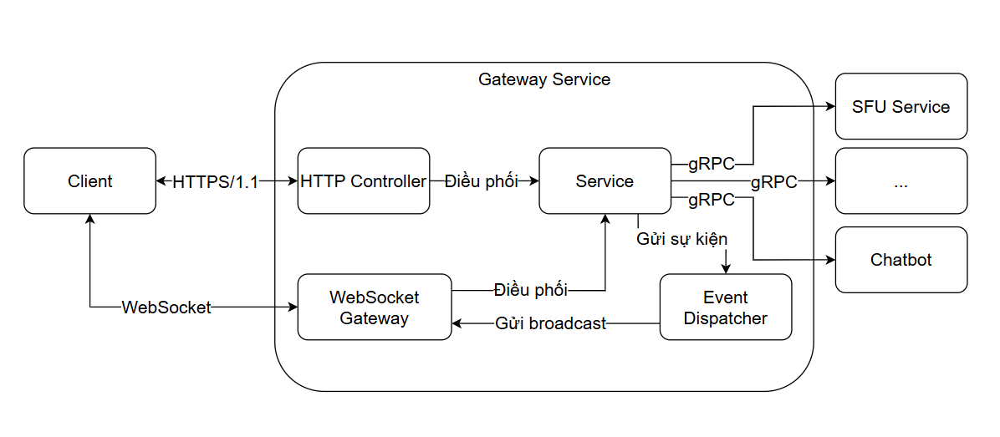 Gateway Service
SFU Service
Client
HTTPS/1.1
HTTP Controller
Điều phối
Service
gRPC
gRPC
gRPC
...
Gửi sự kiện
Chatbot
WebSocket
WebSocket
Gateway
Điều phối
Gửi broadcast
Event
Dispatcher